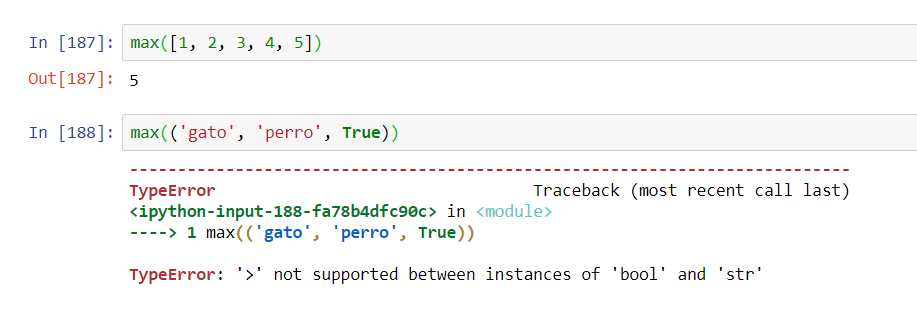 In [187]: max([1, 2, 3, 4, 5])
Out[187]: 5
In [188]: max(('gato', 'perro', True))
---------------------------------------------------------------------------
TypeError                                 Traceback (most recent call last)
<ipython-input-188-fa78b4dfc90c> in <module>
----> 1 max(('gato', 'perro', True))
TypeError: '>' not supported between instances of 'bool' and 'str'